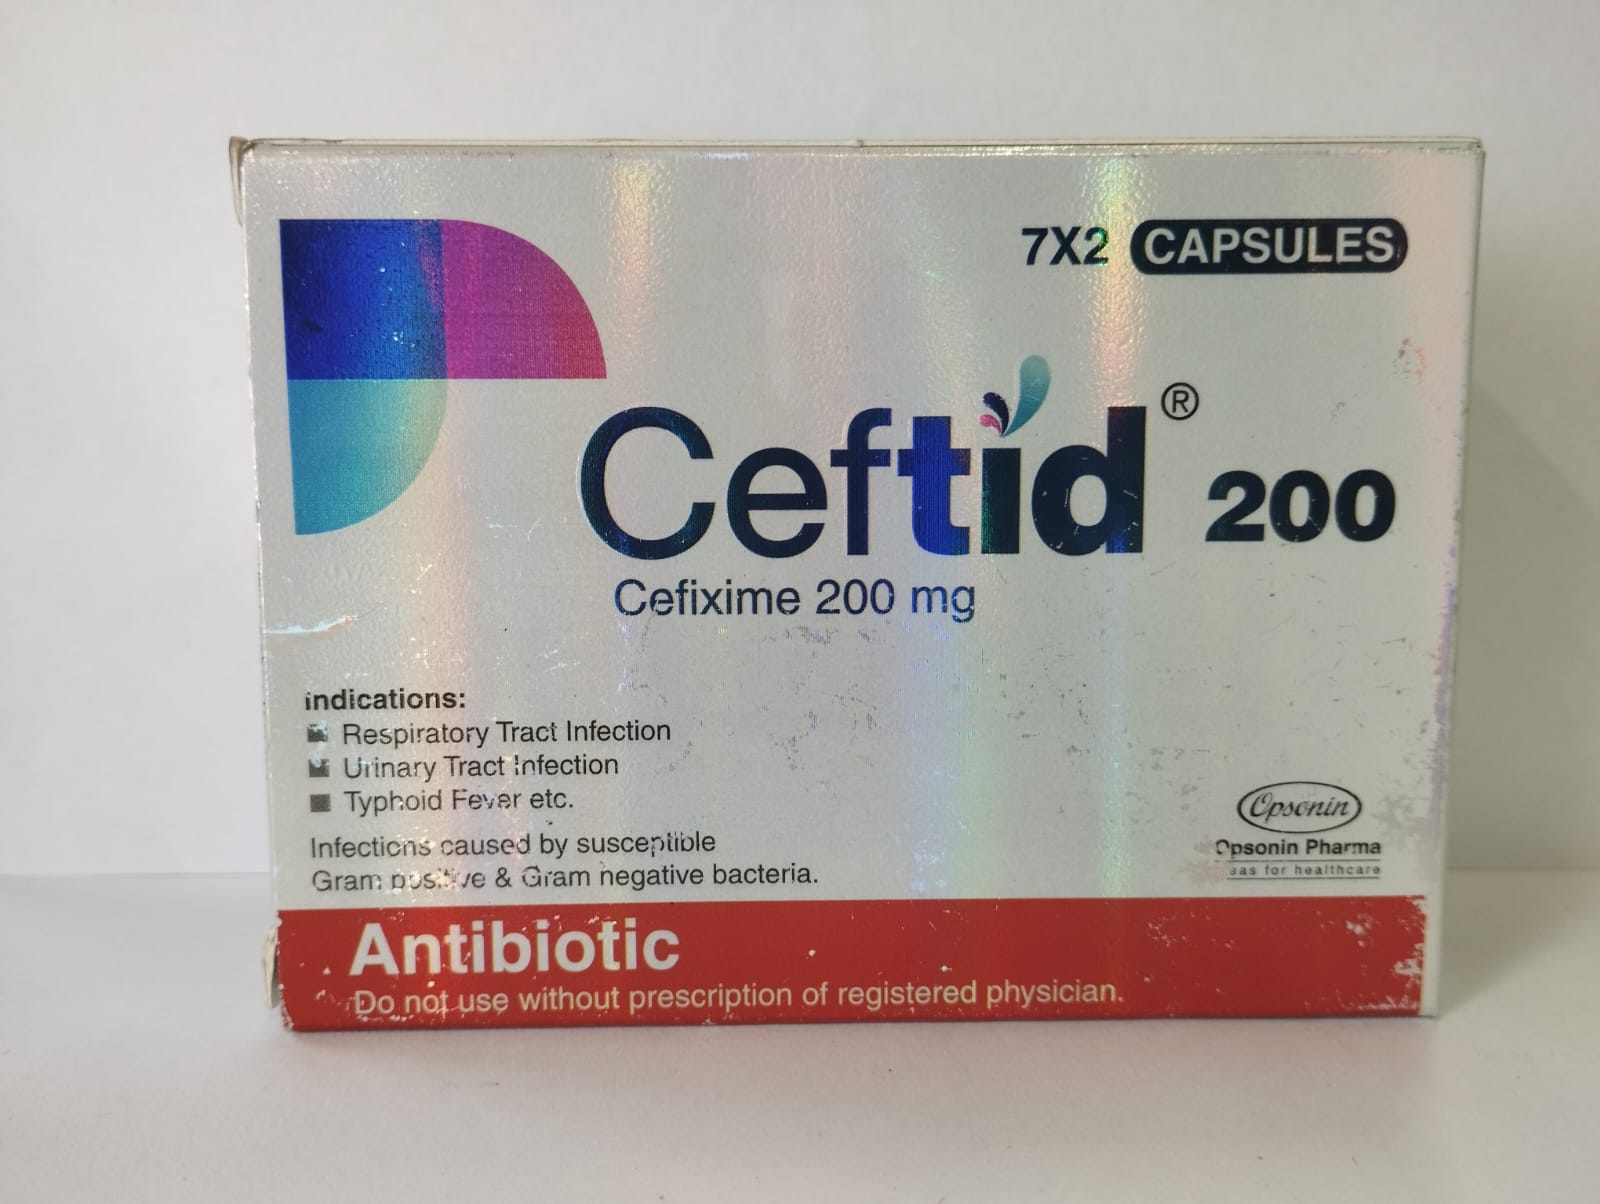 7X2 CAPSULES
Ceftid® 200
Cefixime 200 mg
Indications:
Respiratory Tract Infection
Urinary Tract Infection
Typhoid Fever etc.
Infections caused by susceptible
Gram positive & Gram negative bacteria.
Opsonin
Opsonin Pharma
for healthcare
Antibiotic
Do not use without prescription of registered physician.